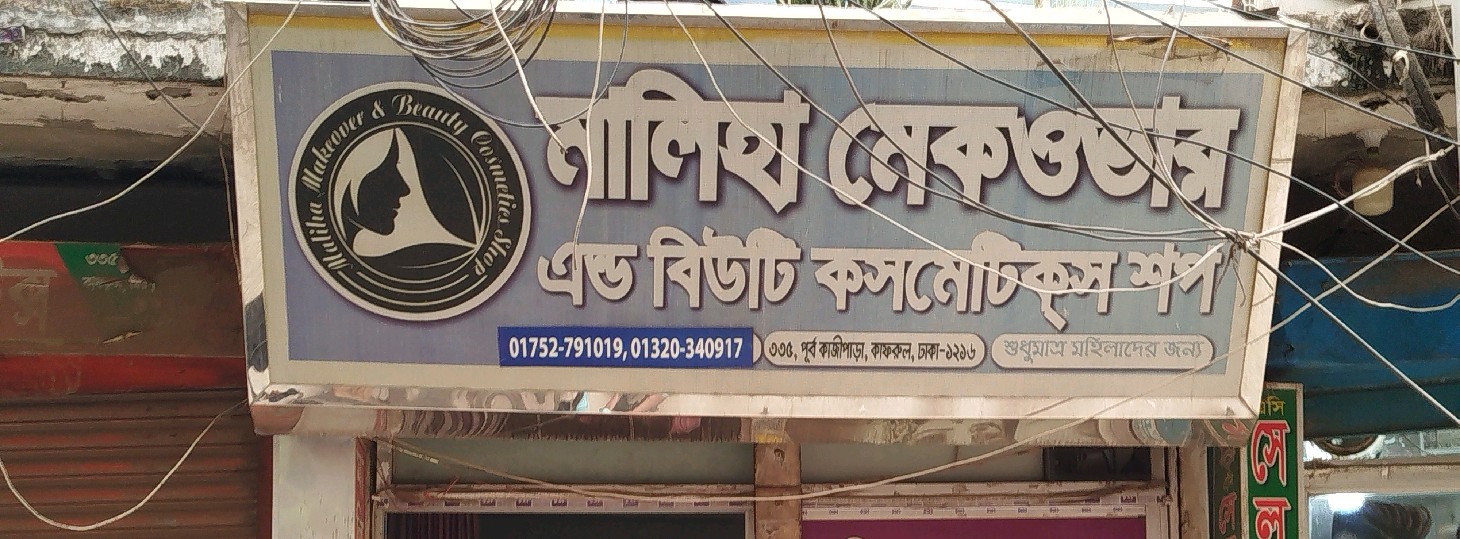 Maliha Makeover & Beauty Cosmetics Shop
মালিহা মেকওভার
এন্ড বিউটি কসমেটিক্স শপ
01752-791019, 01320-340917
৩৩৫, পূর্ব কাজীপাড়া, কাফরুল, ঢাকা-১২১৬
শুধুমাত্র মহিলাদের জন্য
৩৩৫
সেল